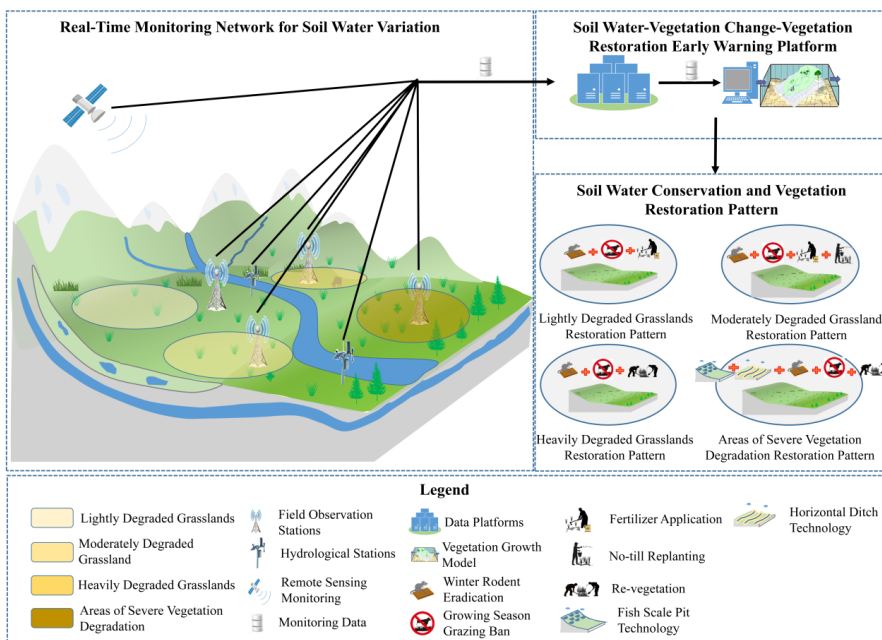 Real-Time Monitoring Network for Soil Water Variation
Soil Water-Vegetation Change-Vegetation
Restoration Early Warning Platform
Soil Water Conservation and Vegetation
Restoration Pattern
Lightly Degraded Grasslands
Restoration Pattern
Moderately Degraded Grassland
Restoration Pattern
Heavily Degraded Grasslands
Restoration Pattern
Areas of Severe Vegetation
Degradation Restoration Pattern
Legend
Lightly Degraded Grasslands
Moderately Degraded
Grassland
Heavily Degraded Grasslands
Areas of Severe Vegetation
Degradation
Field Observation
Stations
Hydrological Stations
Remote Sensing
Monitoring
Monitoring Data
Data Platforms
Vegetation Growth
Model
Winter Rodent
Eradication
Growing Season
Grazing Ban
Fertilizer Application
No-till Replanting
Re-vegetation
Fish Scale Pit
Technology
Horizontal Ditch
Technology